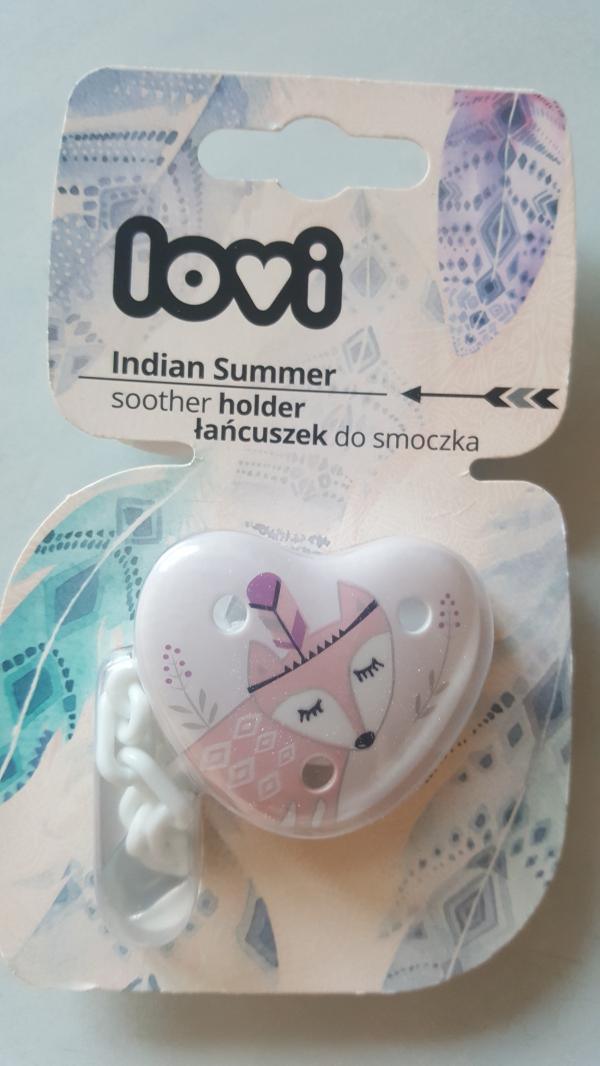 lovi
Indian Summer
soother holder
łańcuszek do smoczka